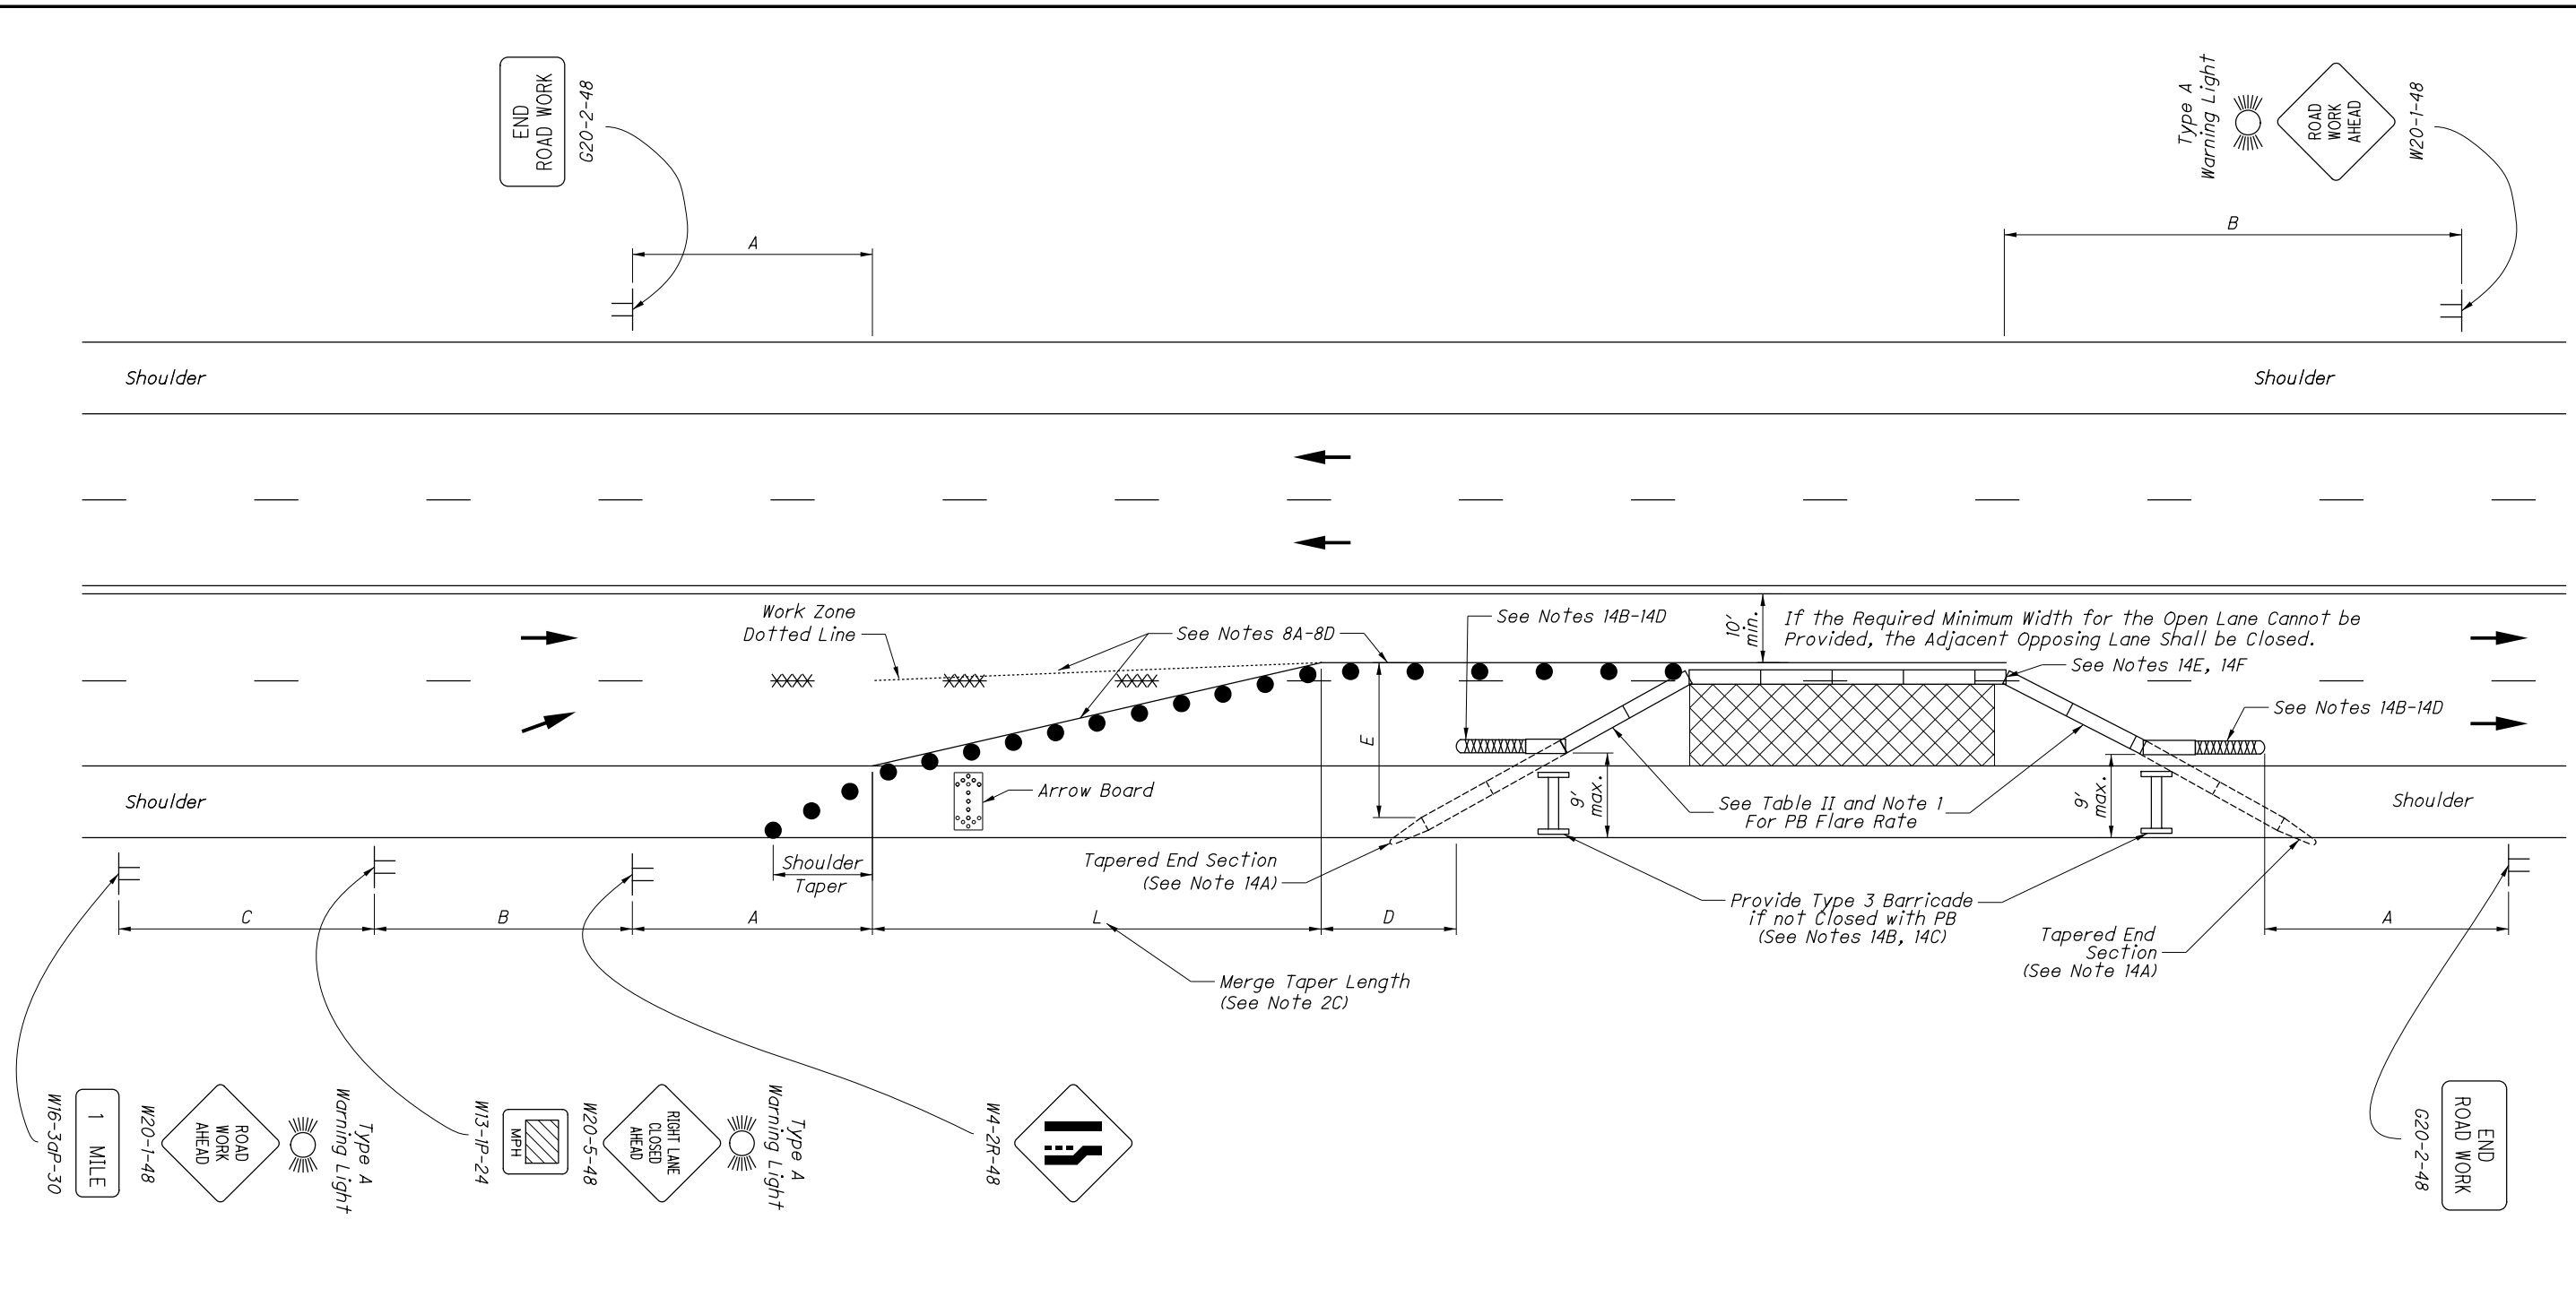 END
ROAD WORK
G20-2-48
Type A
Warning Light
ROAD
WORK
AHEAD
W20-1-48
A
B
Shoulder
Shoulder
Work Zone
Dotted Line
See Notes 8A-8D
See Notes 14B-14D
10'
min.
If the Required Minimum Width for the Open Lane Cannot be
Provided, the Adjacent Opposing Lane Shall be Closed.
See Notes 14E, 14F
See Notes 14B-14D
E
Shoulder
Arrow Board
9'
max.
See Table II and Note 1
For PB Flare Rate
9'
max.
Shoulder
Shoulder
Taper
Tapered End Section
(See Note 14A)
Provide Type 3 Barricade
if not Closed with PB
(See Notes 14B, 14C)
Tapered End
Section
(See Note 14A)
C
B
A
L
D
A
Merge Taper Length
(See Note 2C)
W16-3aP-30
1 MILE
W20-1-48
ROAD
WORK
AHEAD
Type A
Warning Light
W13-1P-24
MPH
W20-5-48
RIGHT LANE
CLOSED
AHEAD
Type A
Warning Light
W4-2R-48
G20-2-48
END
ROAD WORK